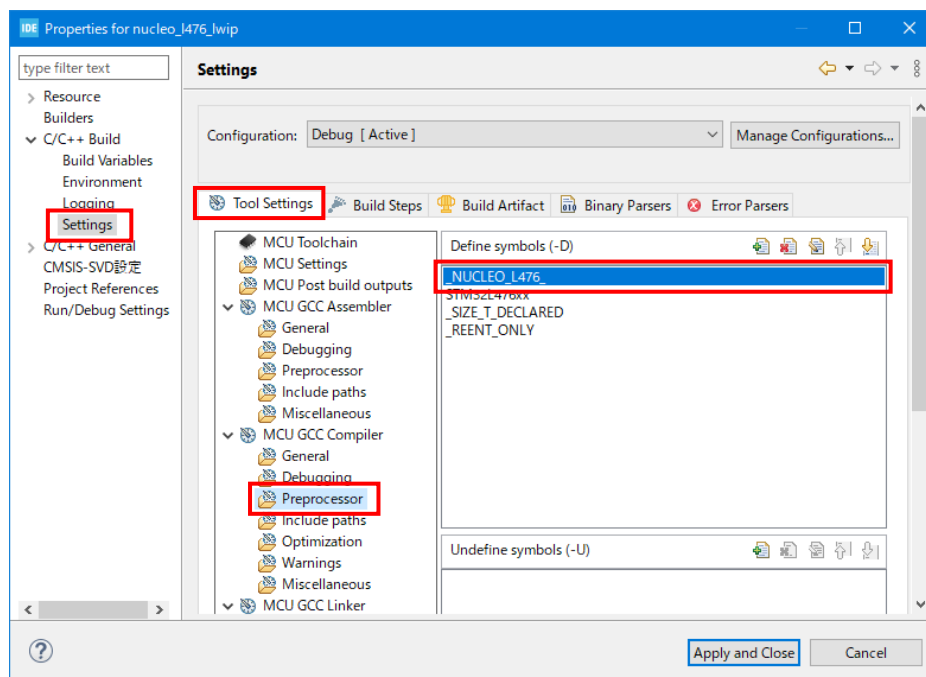 IDE Properties for nucleo_l476_lwip
type filter text
Resource
Builders
C/C++ Build
Build Variables
Environment
Logging
Settings
C/C++ General
CMSIS-SVD設定
Project References
Run/Debug Settings
Settings
Configuration: Debug [ Active ] Manage Configurations...
Tool Settings Build Steps Build Artifact Binary Parsers Error Parsers
MCU Toolchain
MCU Settings
MCU Post build outputs
MCU GCC Assembler
General
Debugging
Preprocessor
Include paths
Miscellaneous
MCU GCC Compiler
General
Debugging
Preprocessor
Include paths
Optimization
Warnings
Miscellaneous
MCU GCC Linker
Define symbols (-D)
_NUCLEO_L476_
STM32L476xx
_SIZE_T_DECLARED
_REENT_ONLY
Undefine symbols (-U)
Apply and Close Cancel